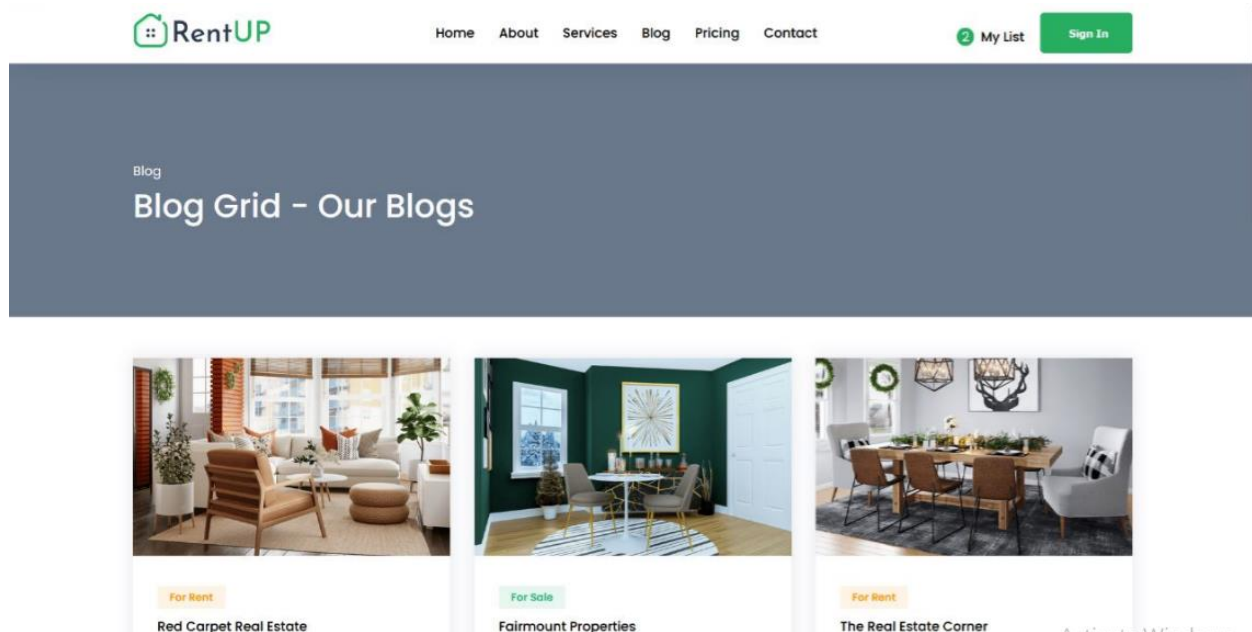 RentUP
Home About Services Blog Pricing Contact
2 My List
Sign In
Blog
Blog Grid - Our Blogs
For Rent
For Sale
For Rent
Red Carpet Real Estate
Fairmount Properties
The Real Estate Corner